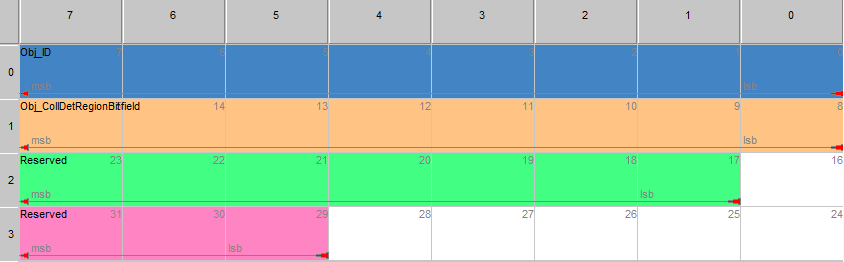 7 6 5 4 3 2 1 0
0 Obj_ID 7 6 5 4 3 2 1 0
msb lsb
1 Obj_CollDetRegionBitfield 14 13 12 11 10 9 8
msb lsb
2 Reserved 23 22 21 20 19 18 17 16
msb lsb
3 Reserved 31 30 29 28 27 26 25 24
msb lsb